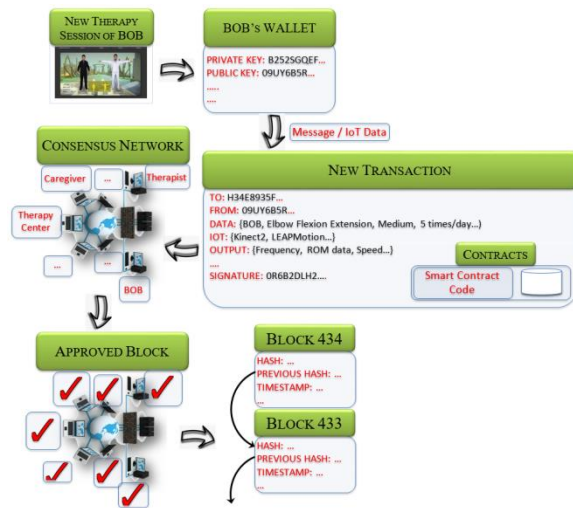 NEW THERAPY
SESSION OF BOB
BOB'S WALLET
PRIVATE KEY: B252SGQEF...
PUBLIC KEY: 09UY6B5R...
.....
....
Message / IoT Data
CONSENSUS NETWORK
Caregiver
...
Therapist
Therapy
Center
...
...
BOB
NEW TRANSACTION
TO: H34E8935F...
FROM: 09UY6B5R...
DATA: {BOB, Elbow Flexion Extension, Medium, 5 times/day...}
IOT: {Kinect2, LEAPMotion...}
OUTPUT: {Frequency, ROM data, Speed...}
....
SIGNATURE: 0R6B2DLH2....
CONTRACTS
Smart Contract
Code
APPROVED BLOCK
BLOCK 434
HASH: ...
PREVIOUS HASH: ...
TIMESTAMP: ...
...
BLOCK 433
HASH: ...
PREVIOUS HASH: ...
TIMESTAMP: ...
...